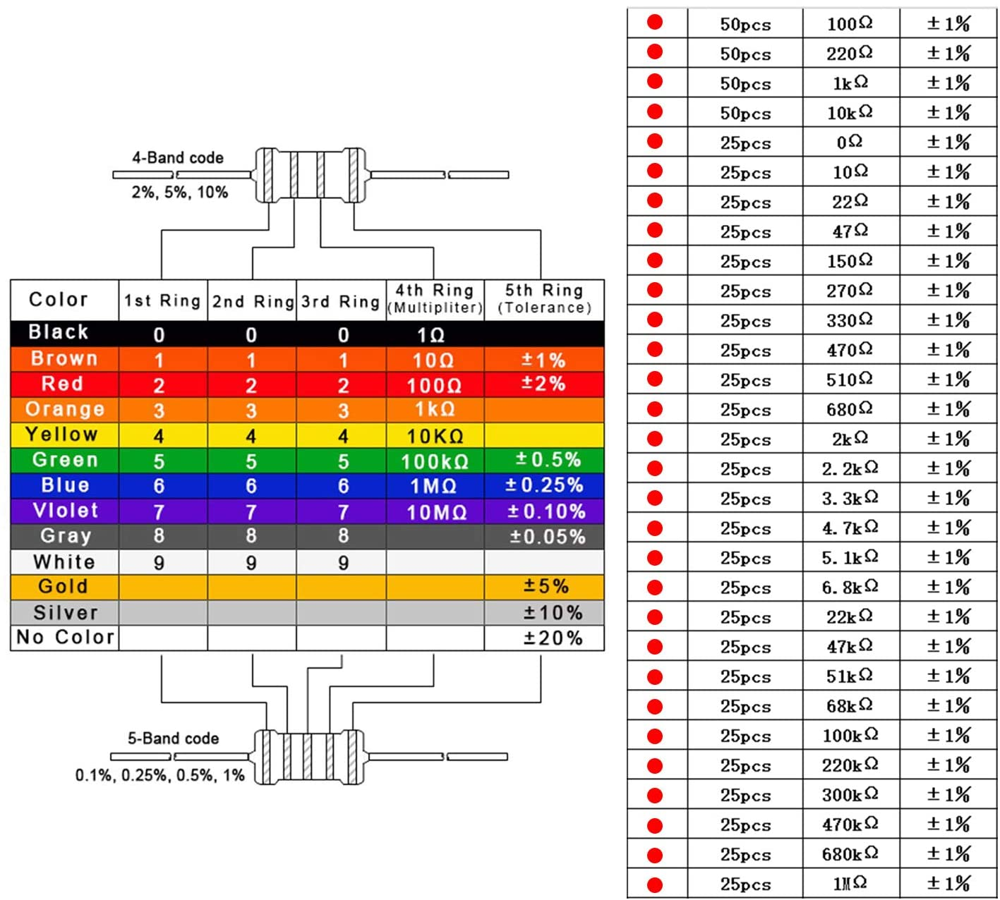 4-Band code
2%, 5%, 10%
Color 1st Ring 2nd Ring 3rd Ring 4th Ring (Multipliter) 5th Ring (Tolerance)
Black 0 0 0 1Ω
Brown 1 1 1 10Ω ±1%
Red 2 2 2 100Ω ±2%
Orange 3 3 3 1kΩ
Yellow 4 4 4 10KΩ
Green 5 5 5 100kΩ ±0.5%
Blue 6 6 6 1MΩ ±0.25%
VIolet 7 7 7 10MΩ ±0.10%
Gray 8 8 8 ±0.05%
White 9 9 9
Gold ±5%
Silver ±10%
No Color ±20%
5-Band code
0.1%, 0.25%, 0.5%, 1%
50pcs 100Ω ±1%
50pcs 220Ω ±1%
50pcs 1kΩ ±1%
50pcs 10kΩ ±1%
25pcs 0Ω ±1%
25pcs 10Ω ±1%
25pcs 22Ω ±1%
25pcs 47Ω ±1%
25pcs 150Ω ±1%
25pcs 270Ω ±1%
25pcs 330Ω ±1%
25pcs 470Ω ±1%
25pcs 510Ω ±1%
25pcs 680Ω ±1%
25pcs 2kΩ ±1%
25pcs 2.2kΩ ±1%
25pcs 3.3kΩ ±1%
25pcs 4.7kΩ ±1%
25pcs 5.1kΩ ±1%
25pcs 6.8kΩ ±1%
25pcs 22kΩ ±1%
25pcs 47kΩ ±1%
25pcs 51kΩ ±1%
25pcs 68kΩ ±1%
25pcs 100kΩ ±1%
25pcs 220kΩ ±1%
25pcs 300kΩ ±1%
25pcs 470kΩ ±1%
25pcs 680kΩ ±1%
25pcs 1MΩ ±1%